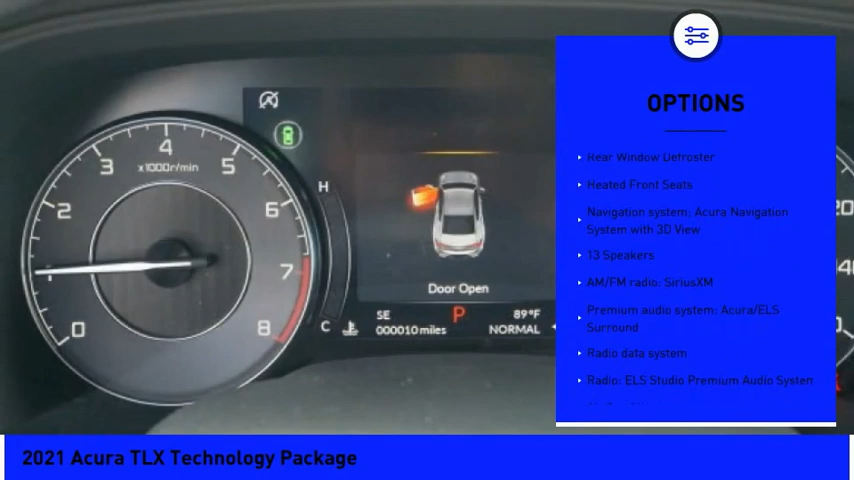 4
3
5
x1000r/min
2
6
1
7
0
8
H
C
Door Open
SE
P
89°F
000010 miles
NORMAL
20
OPTIONS
Rear Window Defroster
Heated Front Seats
Navigation system: Acura Navigation
System with 3D View
13 Speakers
AM/FM radio: SiriusXM
Premium audio system: Acura/ELS
Surround
Radio data system
Radio: ELS Studio Premium Audio System
2021 Acura TLX Technology Package